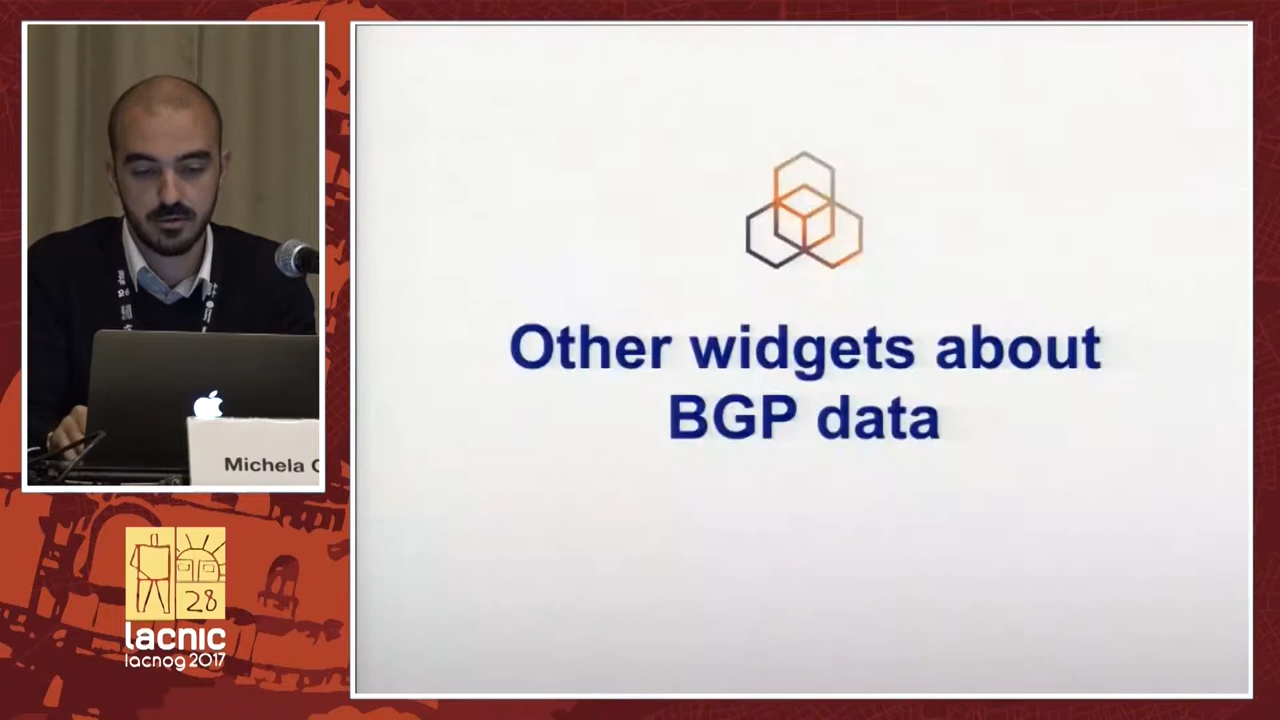 Other widgets about
BGP data
Michela
28
lacnic
lacnog 2017